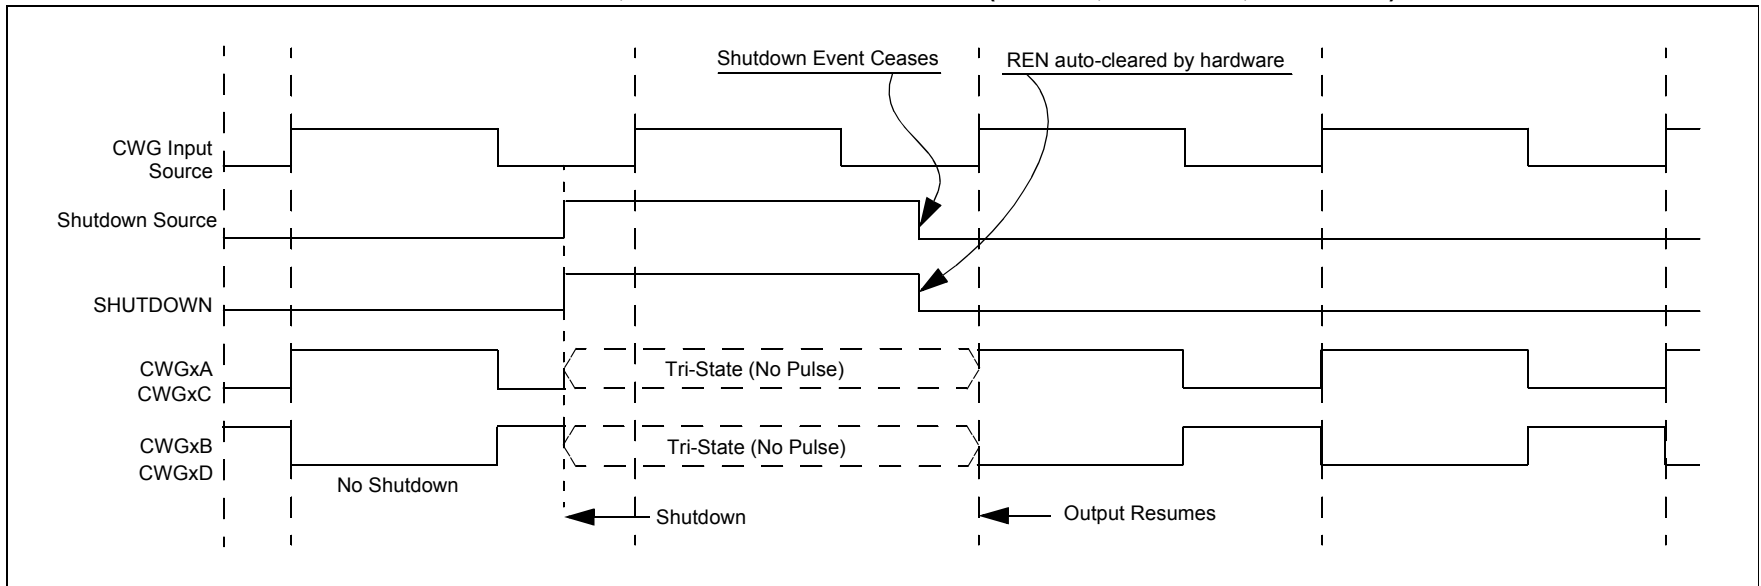 Shutdown Event Ceases
REN auto-cleared by hardware
CWG Input
Source
Shutdown Source
SHUTDOWN
CWGxA
CWGxC
Tri-State (No Pulse)
CWGxB
CWGxD
Tri-State (No Pulse)
No Shutdown
Shutdown
Output Resumes